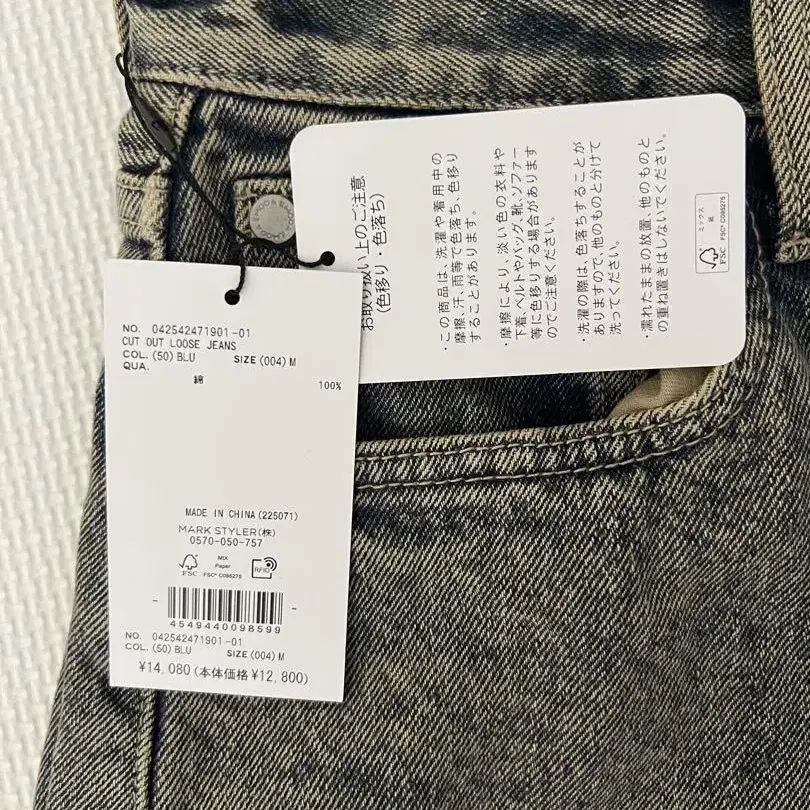 NO. 042542471901-01
CUT OUT LOOSE JEANS
COL. (50) BLU SIZE (004) M
QUA.
綿 100%
MADE IN CHINA (225071)
MARK STYLER(株)
0570-050-757
FSC
MIX
Paper
FSC® C095275
RFID
4549440098599
NO. 042542471901-01
COL. (50) BLU SIZE (004) M
¥14,080(本体価格¥12,800)
お取り扱い上のご注意
(色移り・色落ち)
・この商品は、洗濯や着用中の
摩擦、汗、雨等で色落ち、色移り
することがあります。
・摩擦により、淡い色の衣料や
下着、ベルトやバッグ、靴、ソファー
等に色移りする場合があります
のでご注意ください。
・洗濯の際は、色落ちすることが
ありますので、他のものと分けて
洗ってください。
・濡れたままの放置、他のものと
の重ね置きはしないでください。
FSC
ミックス
紙
FSC® C095275